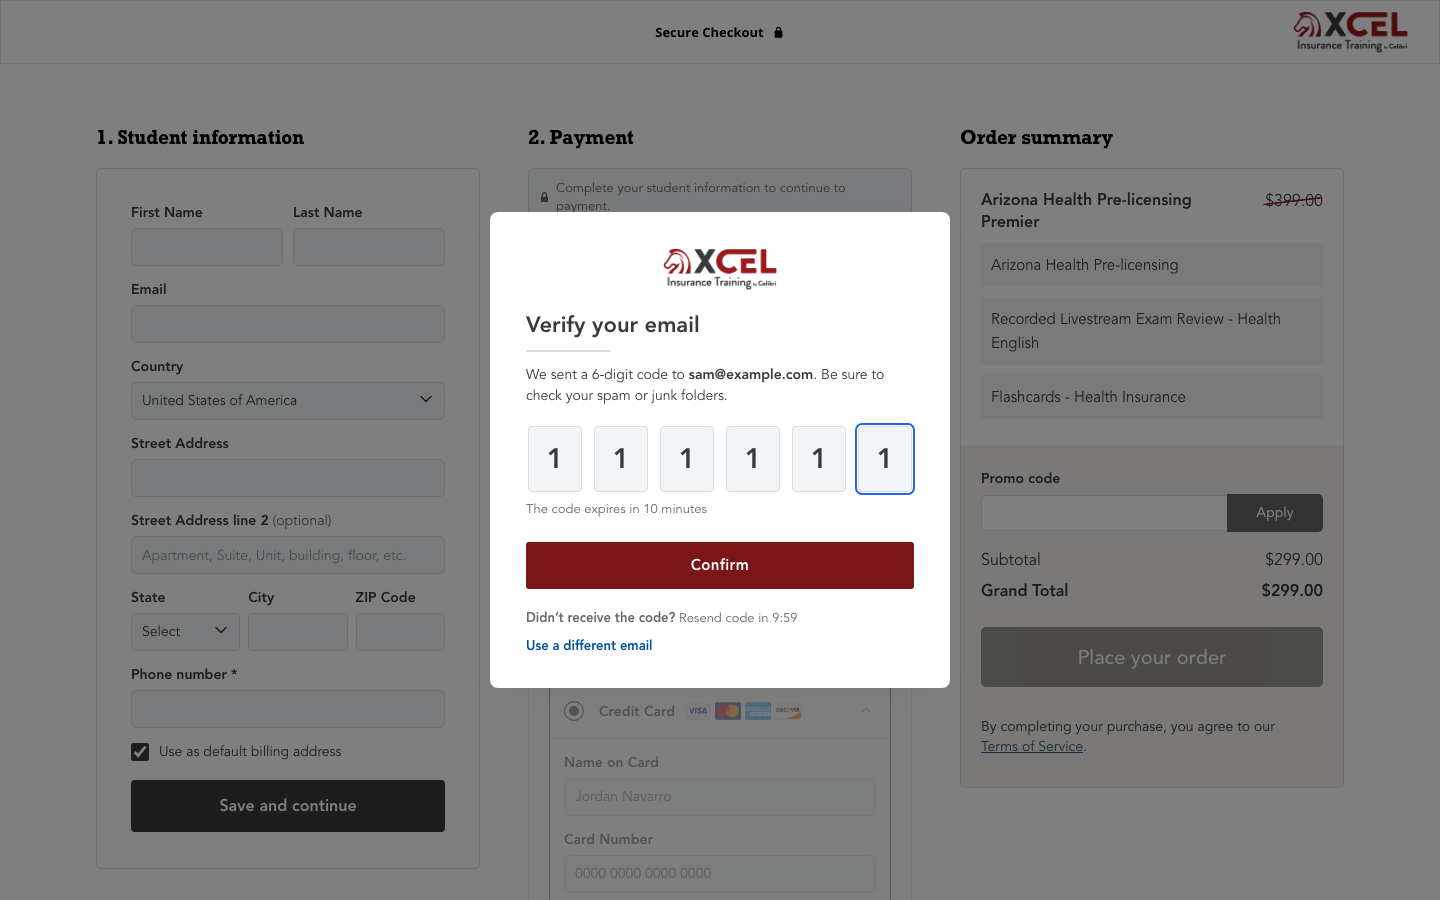 Secure Checkout
XCEL
Insurance Training by Colibri
1. Student information
First Name
Last Name
Email
Country
United States of America
Street Address
Street Address line 2 (optional)
Apartment, Suite, Unit, building, floor, etc.
State
City
ZIP Code
Select
Phone number *
Use as default billing address
Save and continue
2. Payment
Complete your student information to continue to
payment.
XCEL
Insurance Training by Colibri
Verify your email
We sent a 6-digit code to sam@example.com. Be sure to
check your spam or junk folders.
1 1 1 1 1 1
The code expires in 10 minutes
Confirm
Didn't receive the code? Resend code in 9:59
Use a different email
Credit Card
VISA
DISCOVER
Name on Card
Jordan Navarro
Card Number
0000 0000 0000 0000
Order summary
Arizona Health Pre-licensing
Premier
$399.00
Arizona Health Pre-licensing
Recorded Livestream Exam Review - Health
English
Flashcards - Health Insurance
Promo code
Apply
Subtotal
$299.00
Grand Total
$299.00
Place your order
By completing your purchase, you agree to our
Terms of Service.